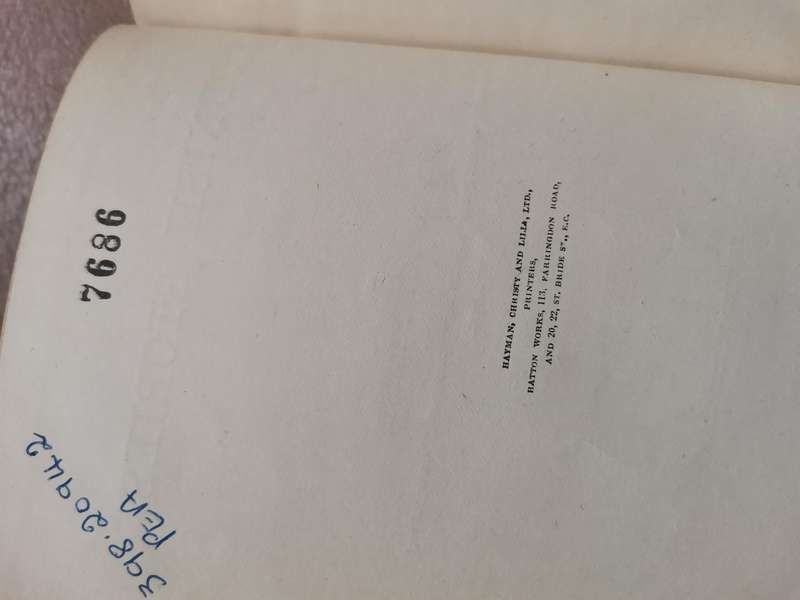 7686
HAYMAN, CHRISTY AND LILLY, LTD.,
PRINTERS,
HATTON WORKS, 113, FARRINGDON ROAD,
AND 20, 22, ST. BRIDE ST., E.C.
398.20942
PEN